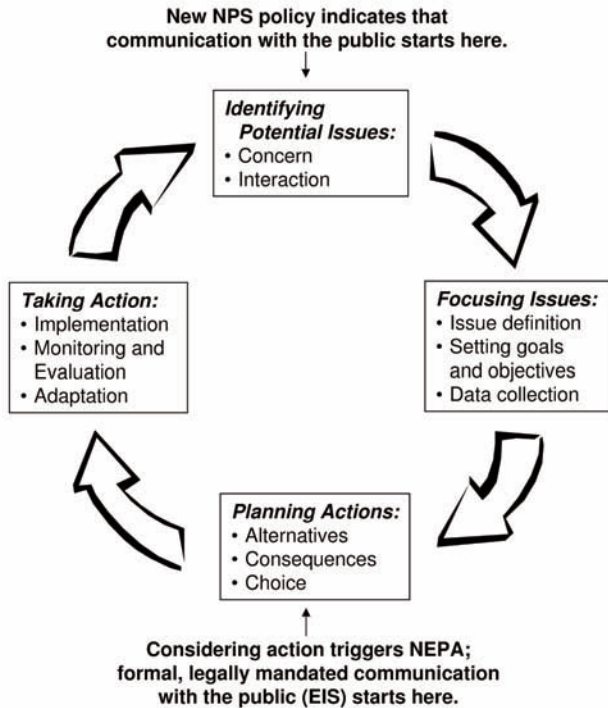 New NPS policy indicates that
communication with the public starts here.
Identifying
Potential Issues:
• Concern
• Interaction
Focusing Issues:
• Issue definition
• Setting goals
and objectives
• Data collection
Planning Actions:
• Alternatives
• Consequences
• Choice
Taking Action:
• Implementation
• Monitoring and
Evaluation
• Adaptation
Considering action triggers NEPA;
formal, legally mandated communication
with the public (EIS) starts here.